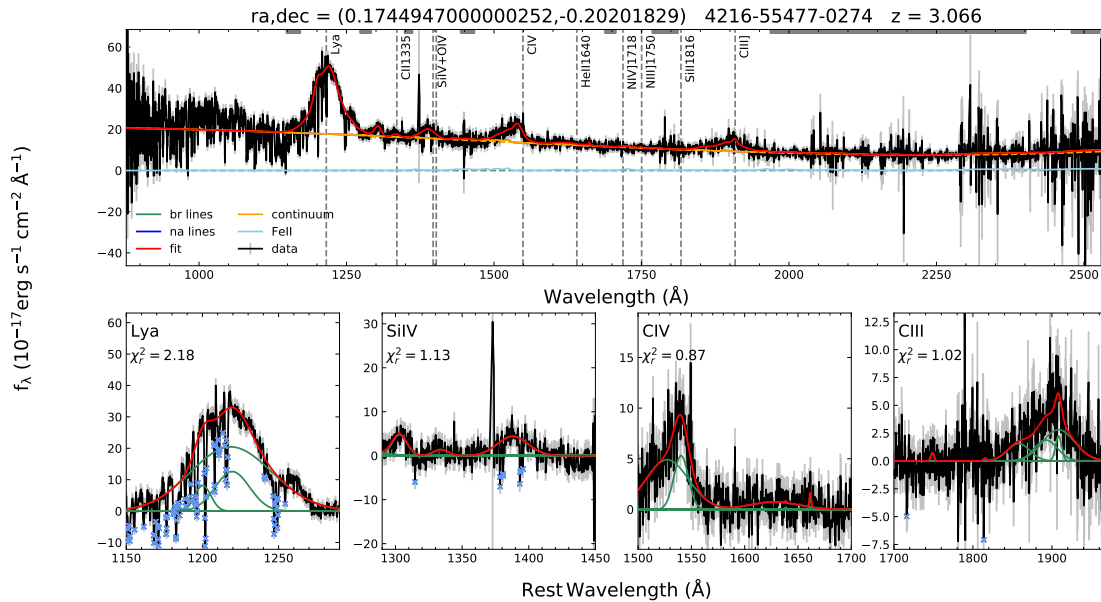 ra,dec = (0.1744947000000252,-0.20201829) 4216-55477-0274 z = 3.066
60
40
20
0
−20
−40
Lya
CII1335
SiIV+OIV
CIV
HeII1640
NIV]1718
NIII]1750
SiII1816
CIII]
br lines
na lines
fit
continuum
FeII
data
1000
1250
1500
1750
2000
2250
2500
Wavelength (Å)
fλ (10⁻¹⁷erg s⁻¹ cm⁻² Å⁻¹)
Lya
χ²ᵣ = 2.18
60
50
40
30
20
10
0
−10
1150
1200
1250
SiIV
χ²ᵣ = 1.13
30
20
10
0
−10
−20
1300
1350
1400
1450
CIV
χ²ᵣ = 0.87
15
10
5
0
1500
1525
1550
1575
1600
1625
1650
1675
1700
CIII
χ²ᵣ = 1.02
12.5
10.0
7.5
5.0
2.5
0.0
−2.5
−5.0
−7.5
1700
1800
1900
Rest Wavelength (Å)